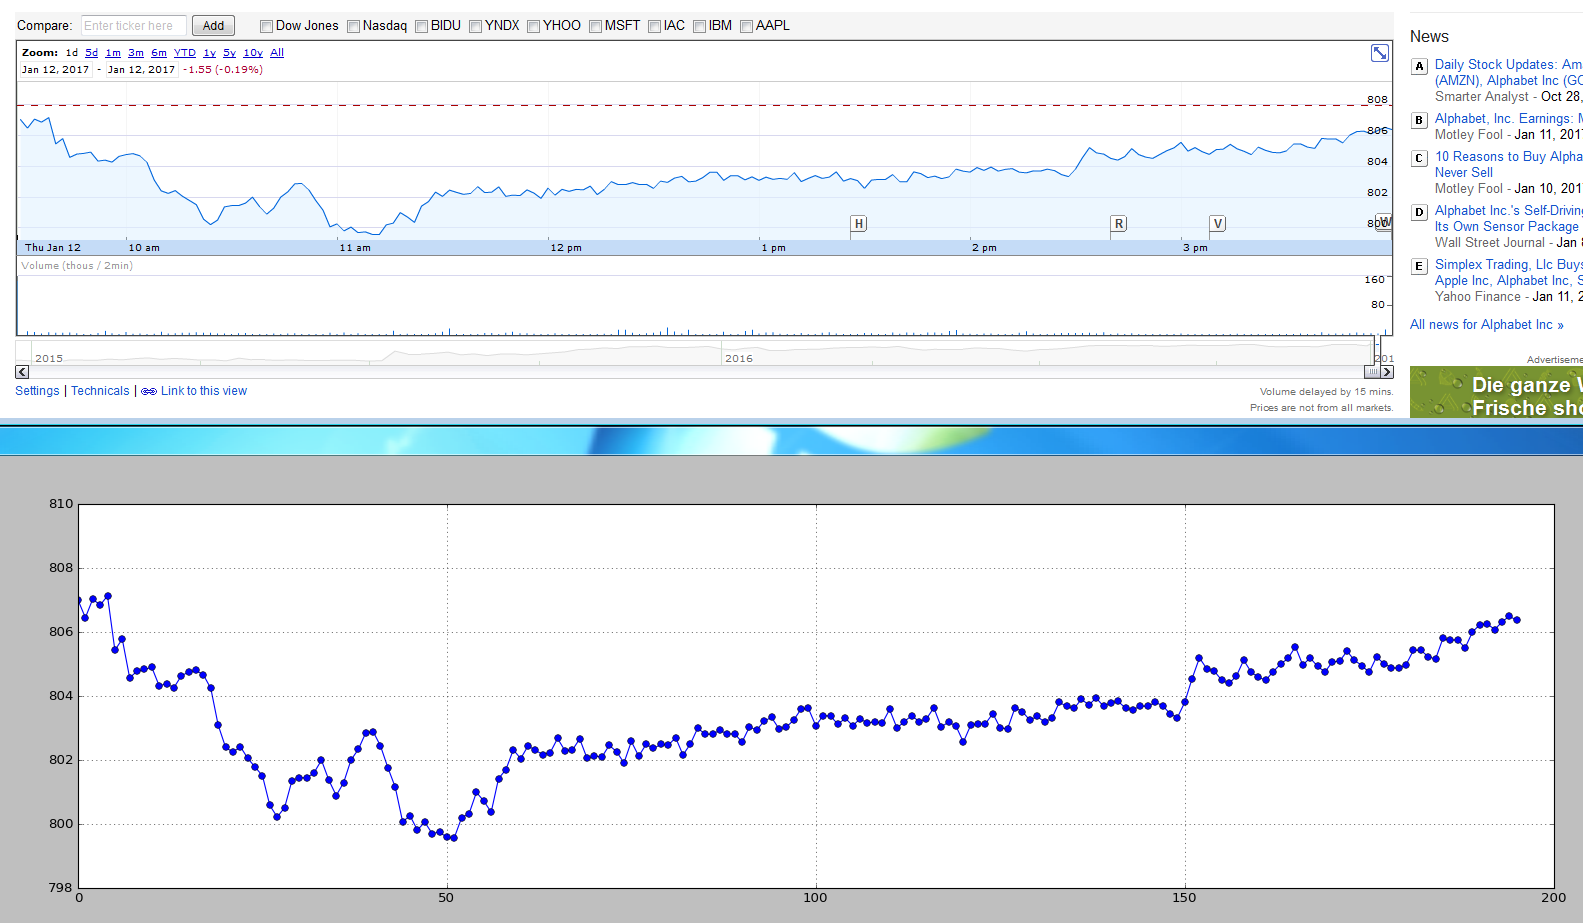 Compare: Enter ticker here Add Dow Jones Nasdaq BIDU YNDX YHOO MSFT IAC IBM AAPL
Zoom: 1d 5d 1m 3m 6m YTD 1y 5y 10y All
Jan 12, 2017 - Jan 12, 2017 -1.55 (-0.19%)
808
806
804
802
800
H R V W
Thu Jan 12 10 am 11 am 12 pm 1 pm 2 pm 3 pm
Volume (thous / 2min)
160
80
2015 2016 201
Settings | Technicals | Link to this view
Volume delayed by 15 mins.
Prices are not from all markets.
News
A Daily Stock Updates: Am
(AMZN), Alphabet Inc (GO
Smarter Analyst - Oct 28,
B Alphabet, Inc. Earnings: M
Motley Fool - Jan 11, 201
C 10 Reasons to Buy Alpha
Never Sell
Motley Fool - Jan 10, 201
D Alphabet Inc.'s Self-Driving
Its Own Sensor Package
Wall Street Journal - Jan 8
E Simplex Trading, Llc Buys
Apple Inc, Alphabet Inc, S
Yahoo Finance - Jan 11, 2
All news for Alphabet Inc »
Advertiseme
Die ganze W
Frische sho
810
808
806
804
802
800
798
0 50 100 150 200